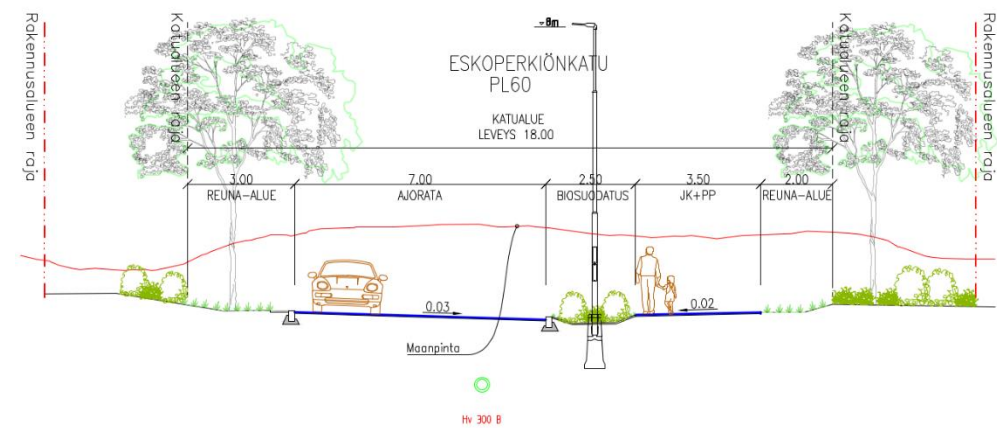 Rakennusalueen raja
Katualueen raja
8m
ESKOPERKIÖNKATU
PL60
KATUALUE
LEVEYS 18.00
Katualueen raja
Rakennusalueen raja
3.00
7.00
2.50
3.50
2.00
REUNA-ALUE
AJORATA
BIOSUODATUS
JK+PP
REUNA-ALUE
0.03
0.02
Maanpinta
Hv 300 B